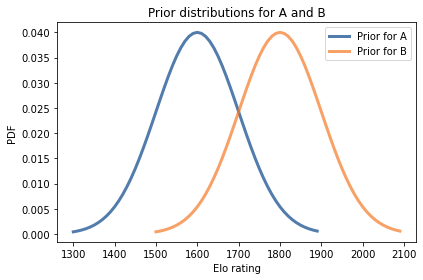 Prior distributions for A and B
Prior for A
Prior for B
PDF
0.040
0.035
0.030
0.025
0.020
0.015
0.010
0.005
0.000
1300 1400 1500 1600 1700 1800 1900 2000 2100
Elo rating